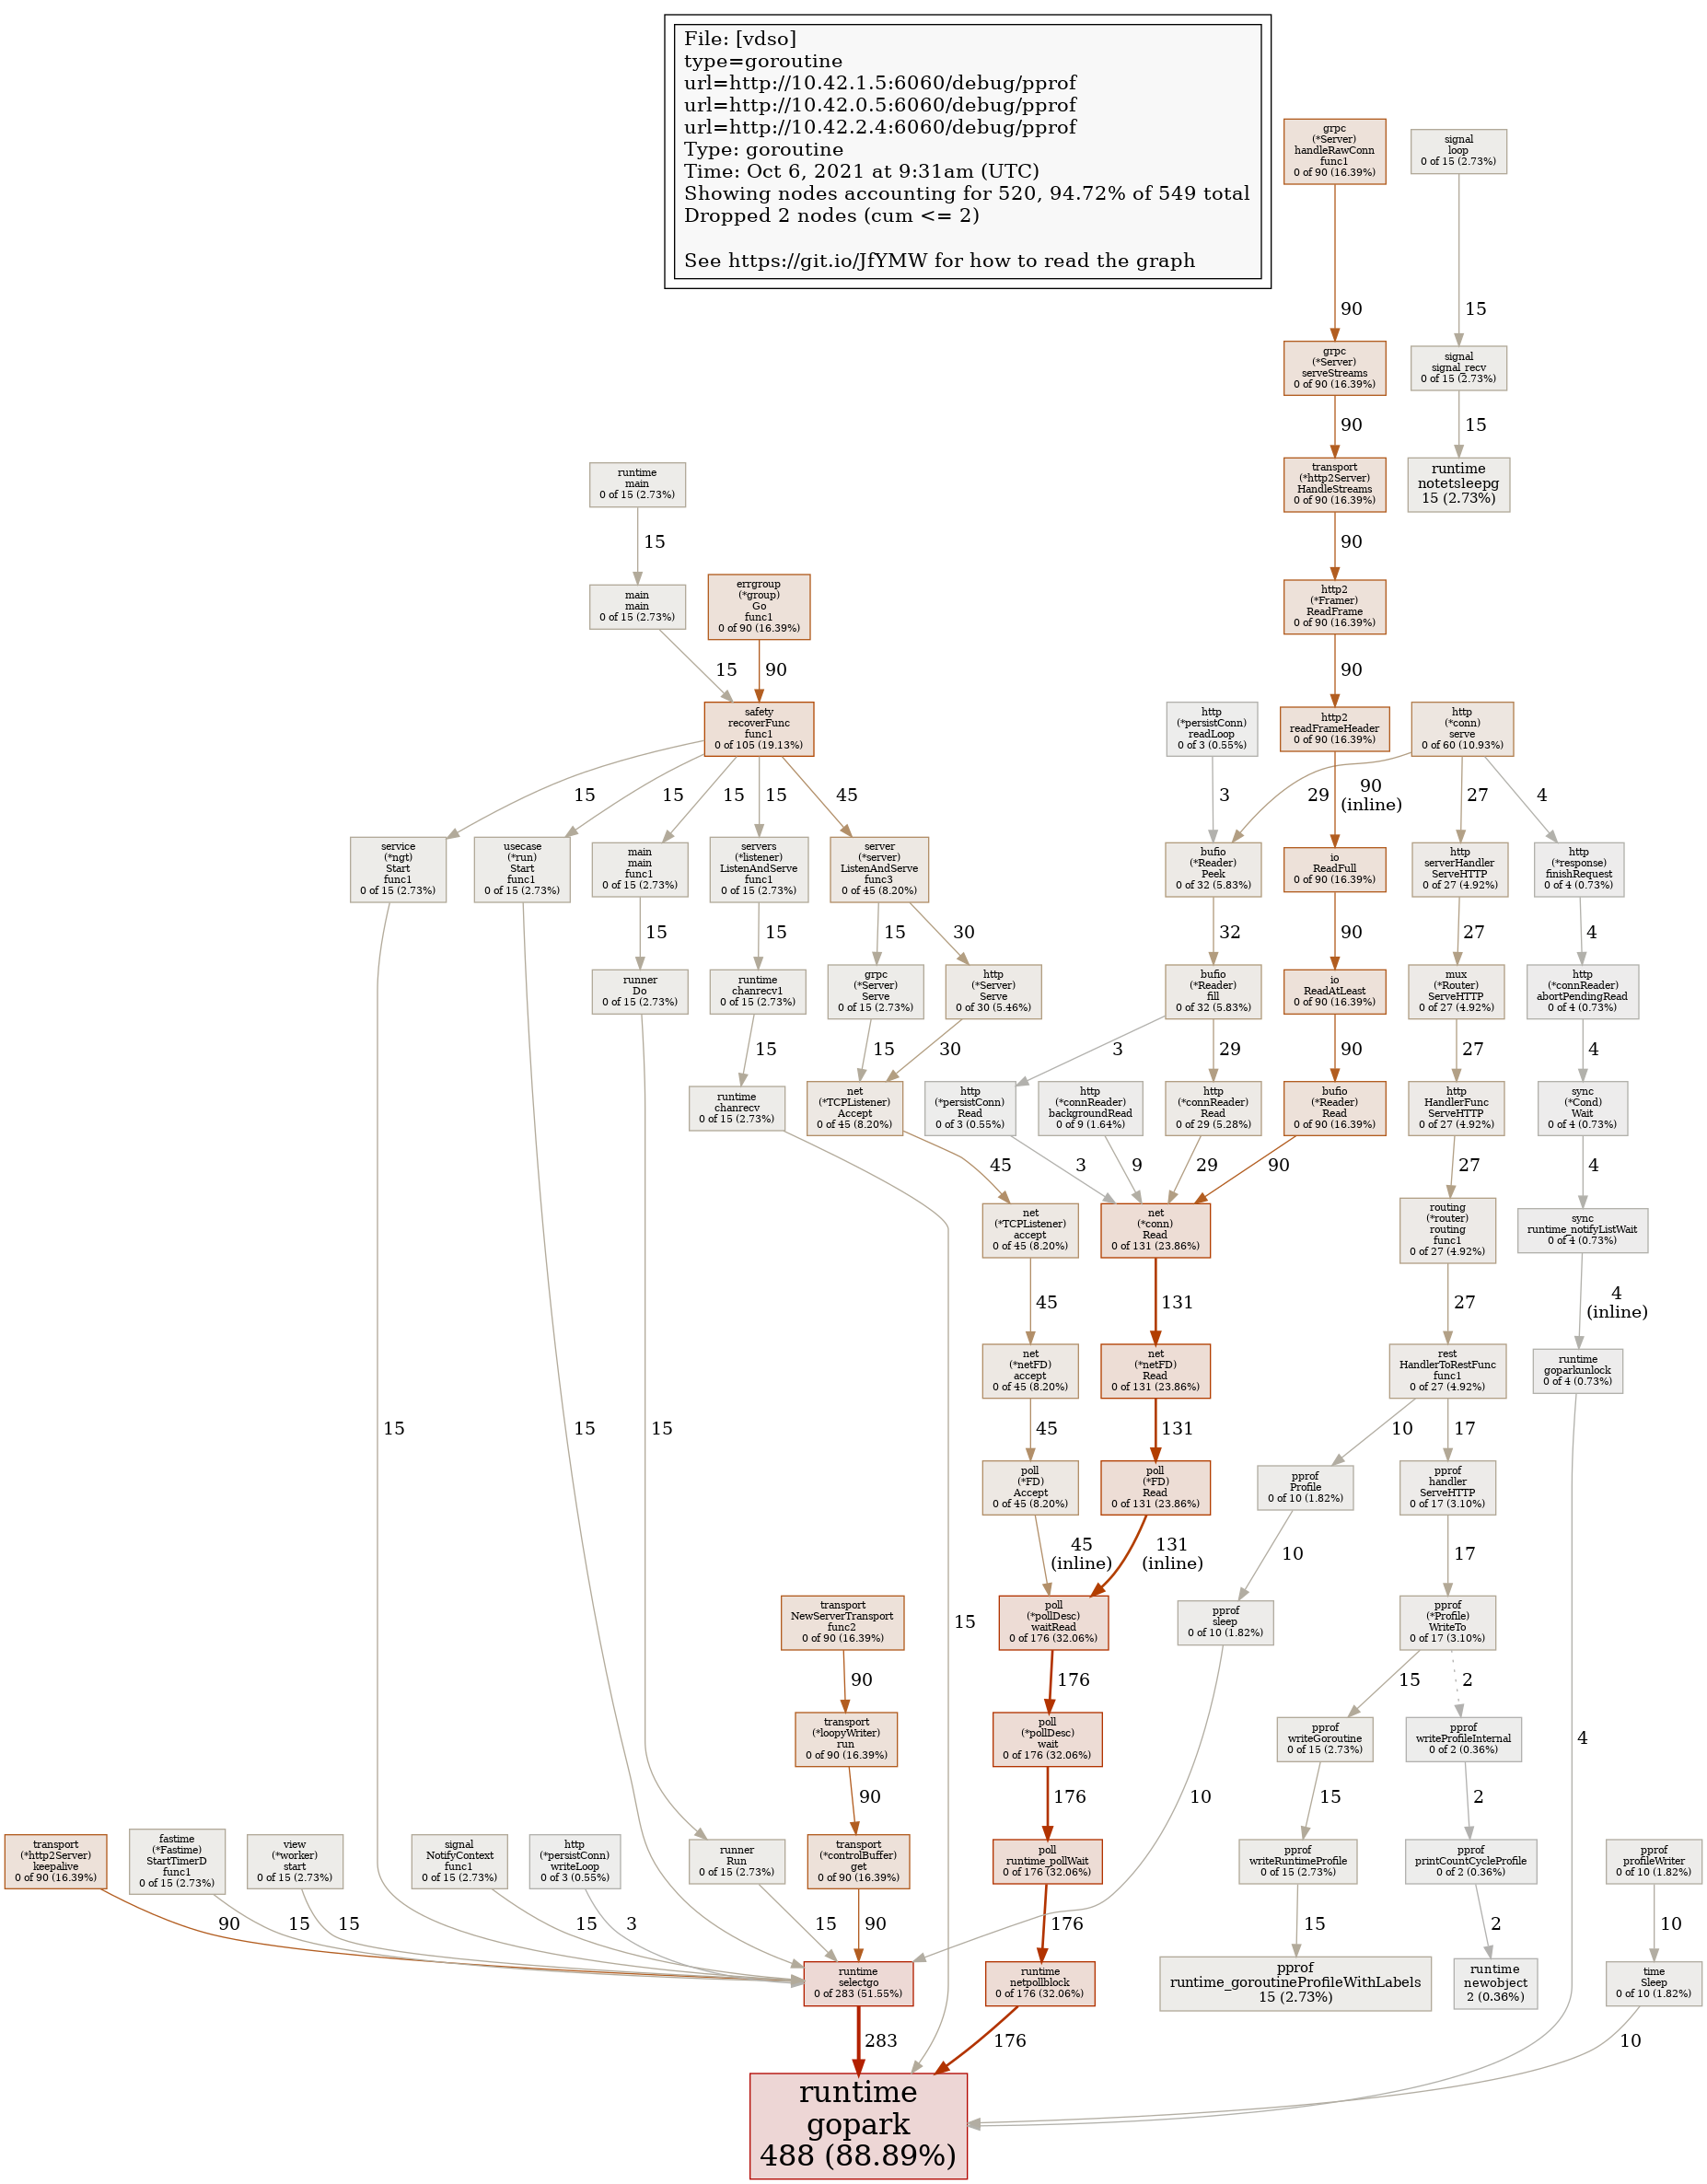 File: [vdso]
type=goroutine
url=http://10.42.1.5:6060/debug/pprof
url=http://10.42.0.5:6060/debug/pprof
url=http://10.42.2.4:6060/debug/pprof
Type: goroutine
Time: Oct 6, 2021 at 9:31am (UTC)
Showing nodes accounting for 520, 94.72% of 549 total
Dropped 2 nodes (cum <= 2)
See https://git.io/JfYMW for how to read the graph
grpc
(*Server)
handleRawConn
func1
0 of 90 (16.39%)
signal
loop
0 of 15 (2.73%)
90
15
grpc
(*Server)
serveStreams
0 of 90 (16.39%)
signal
signal_recv
0 of 15 (2.73%)
90
15
runtime
main
0 of 15 (2.73%)
transport
(*http2Server)
HandleStreams
0 of 90 (16.39%)
runtime
notetsleepg
15 (2.73%)
15
90
main
main
0 of 15 (2.73%)
errgroup
(*group)
Go
func1
0 of 90 (16.39%)
http2
(*Framer)
ReadFrame
0 of 90 (16.39%)
15
90
90
safety
recoverFunc
func1
0 of 105 (19.13%)
http
(*persistConn)
readLoop
0 of 3 (0.55%)
http2
readFrameHeader
0 of 90 (16.39%)
http
(*conn)
serve
0 of 60 (10.93%)
15
15
15
15
45
3
29
90
(inline)
27
4
service
(*ngt)
Start
func1
0 of 15 (2.73%)
usecase
(*run)
Start
func1
0 of 15 (2.73%)
main
main
func1
0 of 15 (2.73%)
servers
(*listener)
ListenAndServe
func1
0 of 15 (2.73%)
server
(*server)
ListenAndServe
func3
0 of 45 (8.20%)
bufio
(*Reader)
Peek
0 of 32 (5.83%)
io
ReadFull
0 of 90 (16.39%)
http
serverHandler
ServeHTTP
0 of 27 (4.92%)
http
(*response)
finishRequest
0 of 4 (0.73%)
15
15
15
30
32
90
27
4
runner
Do
0 of 15 (2.73%)
runtime
chanrecv1
0 of 15 (2.73%)
grpc
(*Server)
Serve
0 of 15 (2.73%)
http
(*Server)
Serve
0 of 30 (5.46%)
bufio
(*Reader)
fill
0 of 32 (5.83%)
io
ReadAtLeast
0 of 90 (16.39%)
mux
(*Router)
ServeHTTP
0 of 27 (4.92%)
http
(*connReader)
abortPendingRead
0 of 4 (0.73%)
15
15
30
3
29
90
27
4
runtime
chanrecv
0 of 15 (2.73%)
net
(*TCPListener)
Accept
0 of 45 (8.20%)
http
(*persistConn)
Read
0 of 3 (0.55%)
http
(*connReader)
backgroundRead
0 of 9 (1.64%)
http
(*connReader)
Read
0 of 29 (5.28%)
bufio
(*Reader)
Read
0 of 90 (16.39%)
http
HandlerFunc
ServeHTTP
0 of 27 (4.92%)
sync
(*Cond)
Wait
0 of 4 (0.73%)
45
3
9
29
90
27
4
net
(*TCPListener)
accept
0 of 45 (8.20%)
net
(*conn)
Read
0 of 131 (23.86%)
routing
(*router)
routing
func1
0 of 27 (4.92%)
sync
runtime_notifyListWait
0 of 4 (0.73%)
45
131
27
4
(inline)
net
(*netFD)
accept
0 of 45 (8.20%)
net
(*netFD)
Read
0 of 131 (23.86%)
rest
HandlerToRestFunc
func1
0 of 27 (4.92%)
runtime
goparkunlock
0 of 4 (0.73%)
15
15
15
45
131
10
17
poll
(*FD)
Accept
0 of 45 (8.20%)
poll
(*FD)
Read
0 of 131 (23.86%)
pprof
Profile
0 of 10 (1.82%)
pprof
handler
ServeHTTP
0 of 17 (3.10%)
45
(inline)
131
(inline)
10
17
transport
NewServerTransport
func2
0 of 90 (16.39%)
15
poll
(*pollDesc)
waitRead
0 of 176 (32.06%)
pprof
sleep
0 of 10 (1.82%)
pprof
(*Profile)
WriteTo
0 of 17 (3.10%)
90
176
15
2
transport
(*loopyWriter)
run
0 of 90 (16.39%)
poll
(*pollDesc)
wait
0 of 176 (32.06%)
pprof
writeGoroutine
0 of 15 (2.73%)
pprof
writeProfileInternal
0 of 2 (0.36%)
4
90
176
10
15
2
transport
(*http2Server)
keepalive
0 of 90 (16.39%)
fastime
(*Fastime)
StartTimerD
func1
0 of 15 (2.73%)
view
(*worker)
start
0 of 15 (2.73%)
signal
NotifyContext
func1
0 of 15 (2.73%)
http
(*persistConn)
writeLoop
0 of 3 (0.55%)
runner
Run
0 of 15 (2.73%)
transport
(*controlBuffer)
get
0 of 90 (16.39%)
poll
runtime_pollWait
0 of 176 (32.06%)
pprof
writeRuntimeProfile
0 of 15 (2.73%)
pprof
printCountCycleProfile
0 of 2 (0.36%)
pprof
profileWriter
0 of 10 (1.82%)
90
15
15
15
3
15
90
176
15
2
10
runtime
selectgo
0 of 283 (51.55%)
runtime
netpollblock
0 of 176 (32.06%)
pprof
runtime_goroutineProfileWithLabels
15 (2.73%)
runtime
newobject
2 (0.36%)
time
Sleep
0 of 10 (1.82%)
283
176
10
runtime
gopark
488 (88.89%)